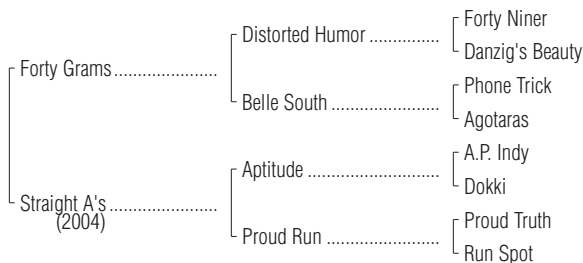 Forty Niner
Distorted Humor ................
Danzig's Beauty
Forty Grams.....................
Phone Trick
Belle South .........................
Agotaras
A.P. Indy
Aptitude ..............................
Dokki
Straight A's......................
(2004)
Proud Truth
Proud Run ..........................
Run Spot